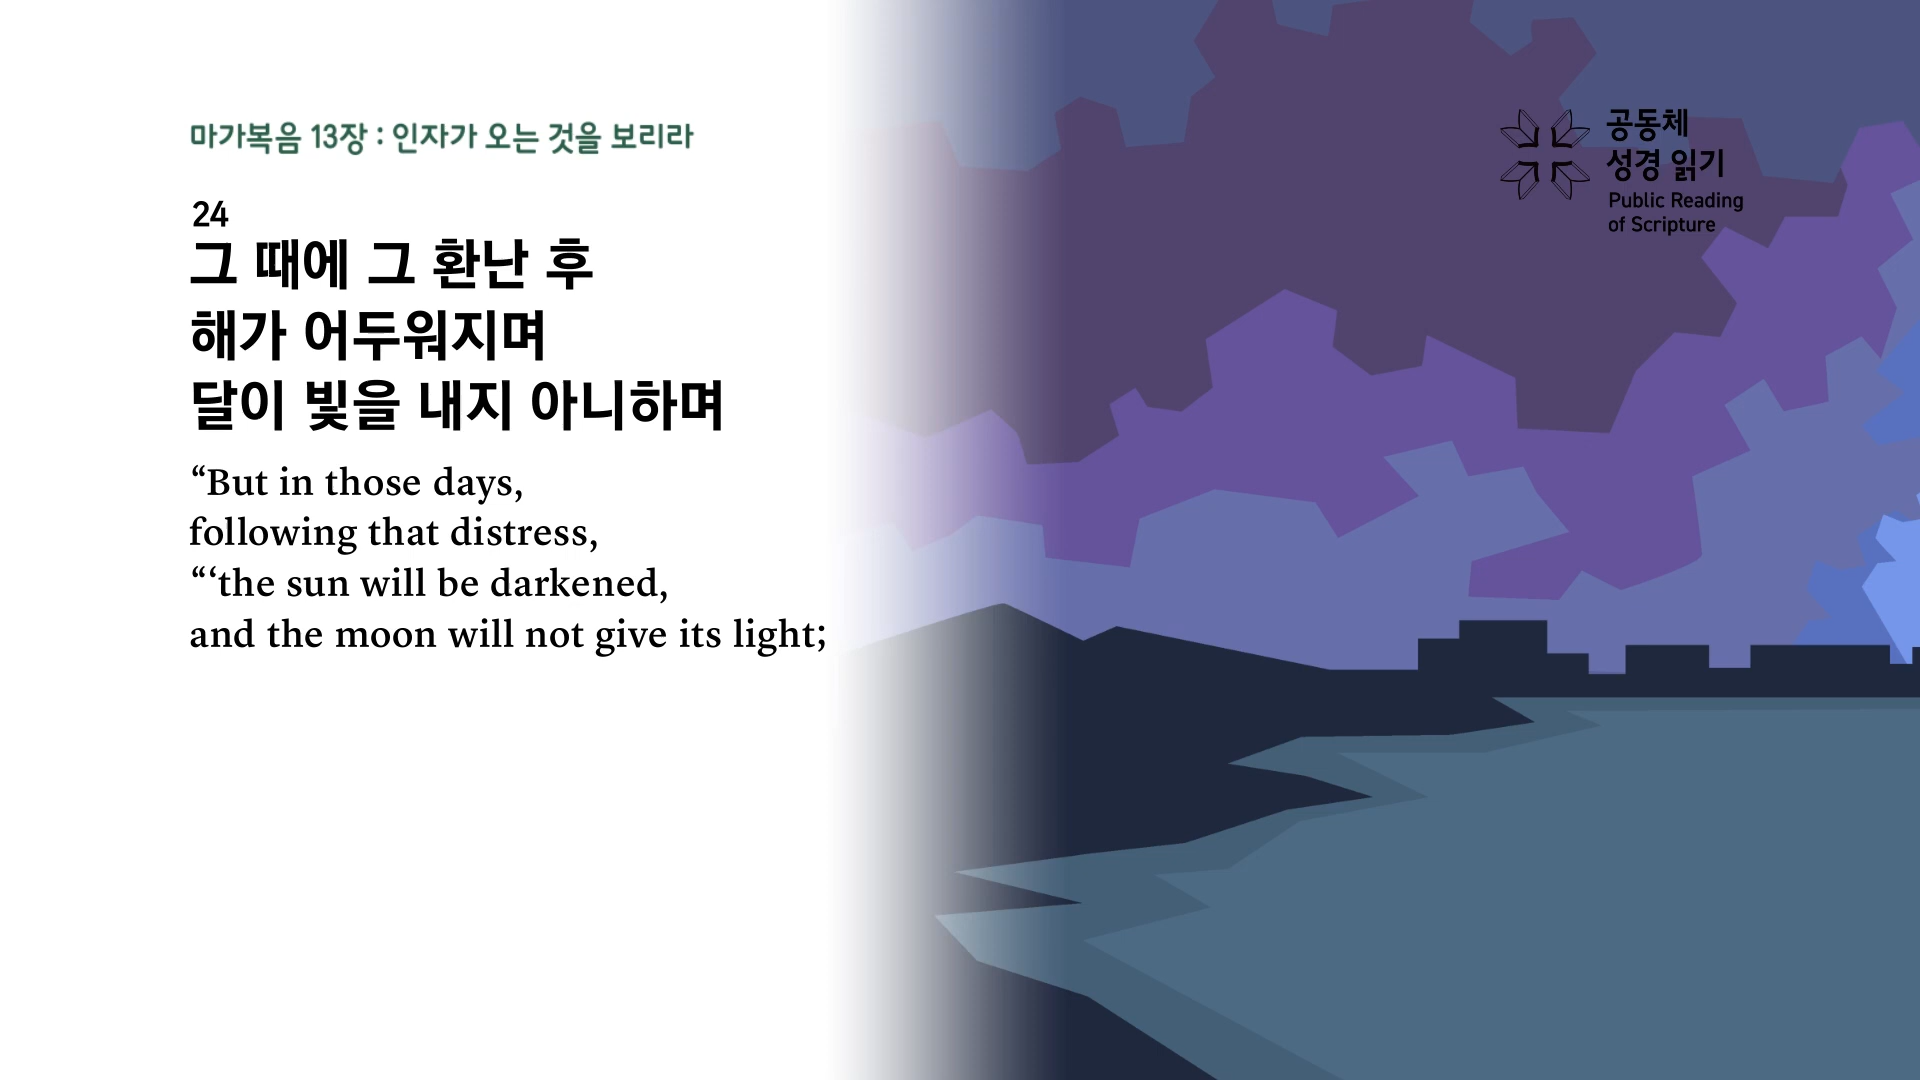 마가복음 13장 : 인자가 오는 것을 보리라
24
그 때에 그 환난 후
해가 어두워지며
달이 빛을 내지 아니하며
“But in those days,
following that distress,
“‘the sun will be darkened,
and the moon will not give its light;
공동체
성경 읽기
Public Reading
of Scripture